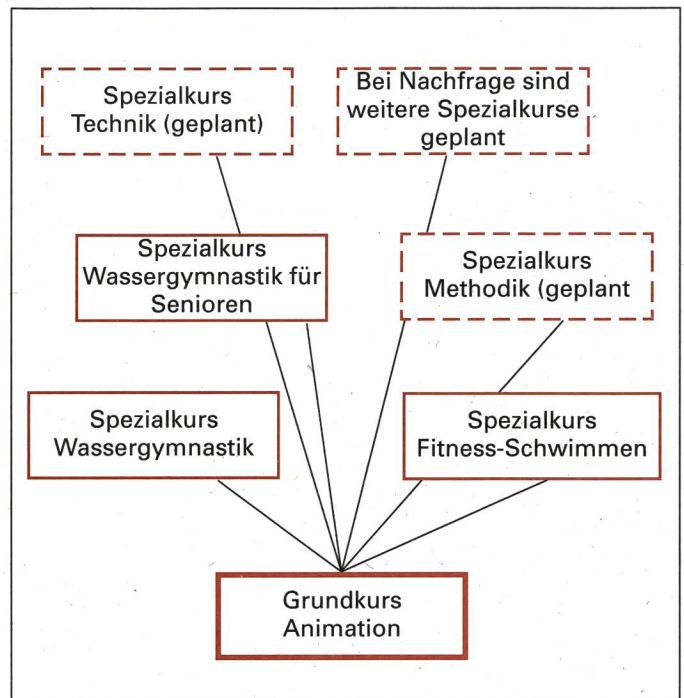 Spezialkurs
Technik (geplant)
Bei Nachfrage sind
weitere Spezialkurse
geplant
Spezialkurs
Wassergymnastik für
Senioren
Spezialkurs
Methodik (geplant
Spezialkurs
Wassergymnastik
Spezialkurs
Fitness-Schwimmen
Grundkurs
Animation